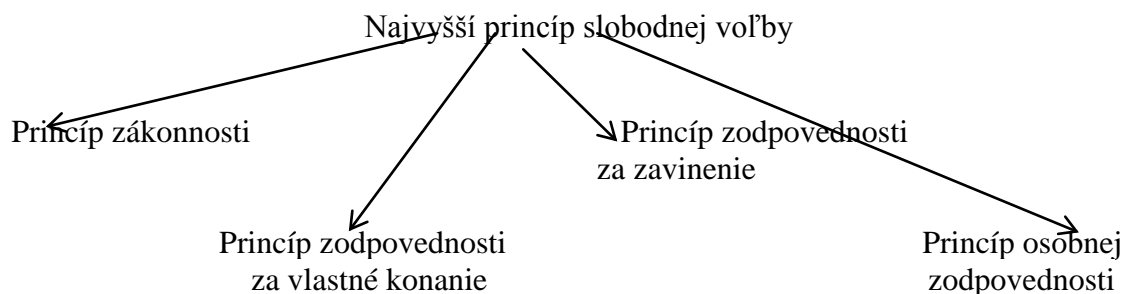 Najvyšší princíp slobodnej voľby
Princíp zákonnosti
Princíp zodpovednosti
za zavinenie
Princíp zodpovednosti
za vlastné konanie
Princíp osobnej
zodpovednosti